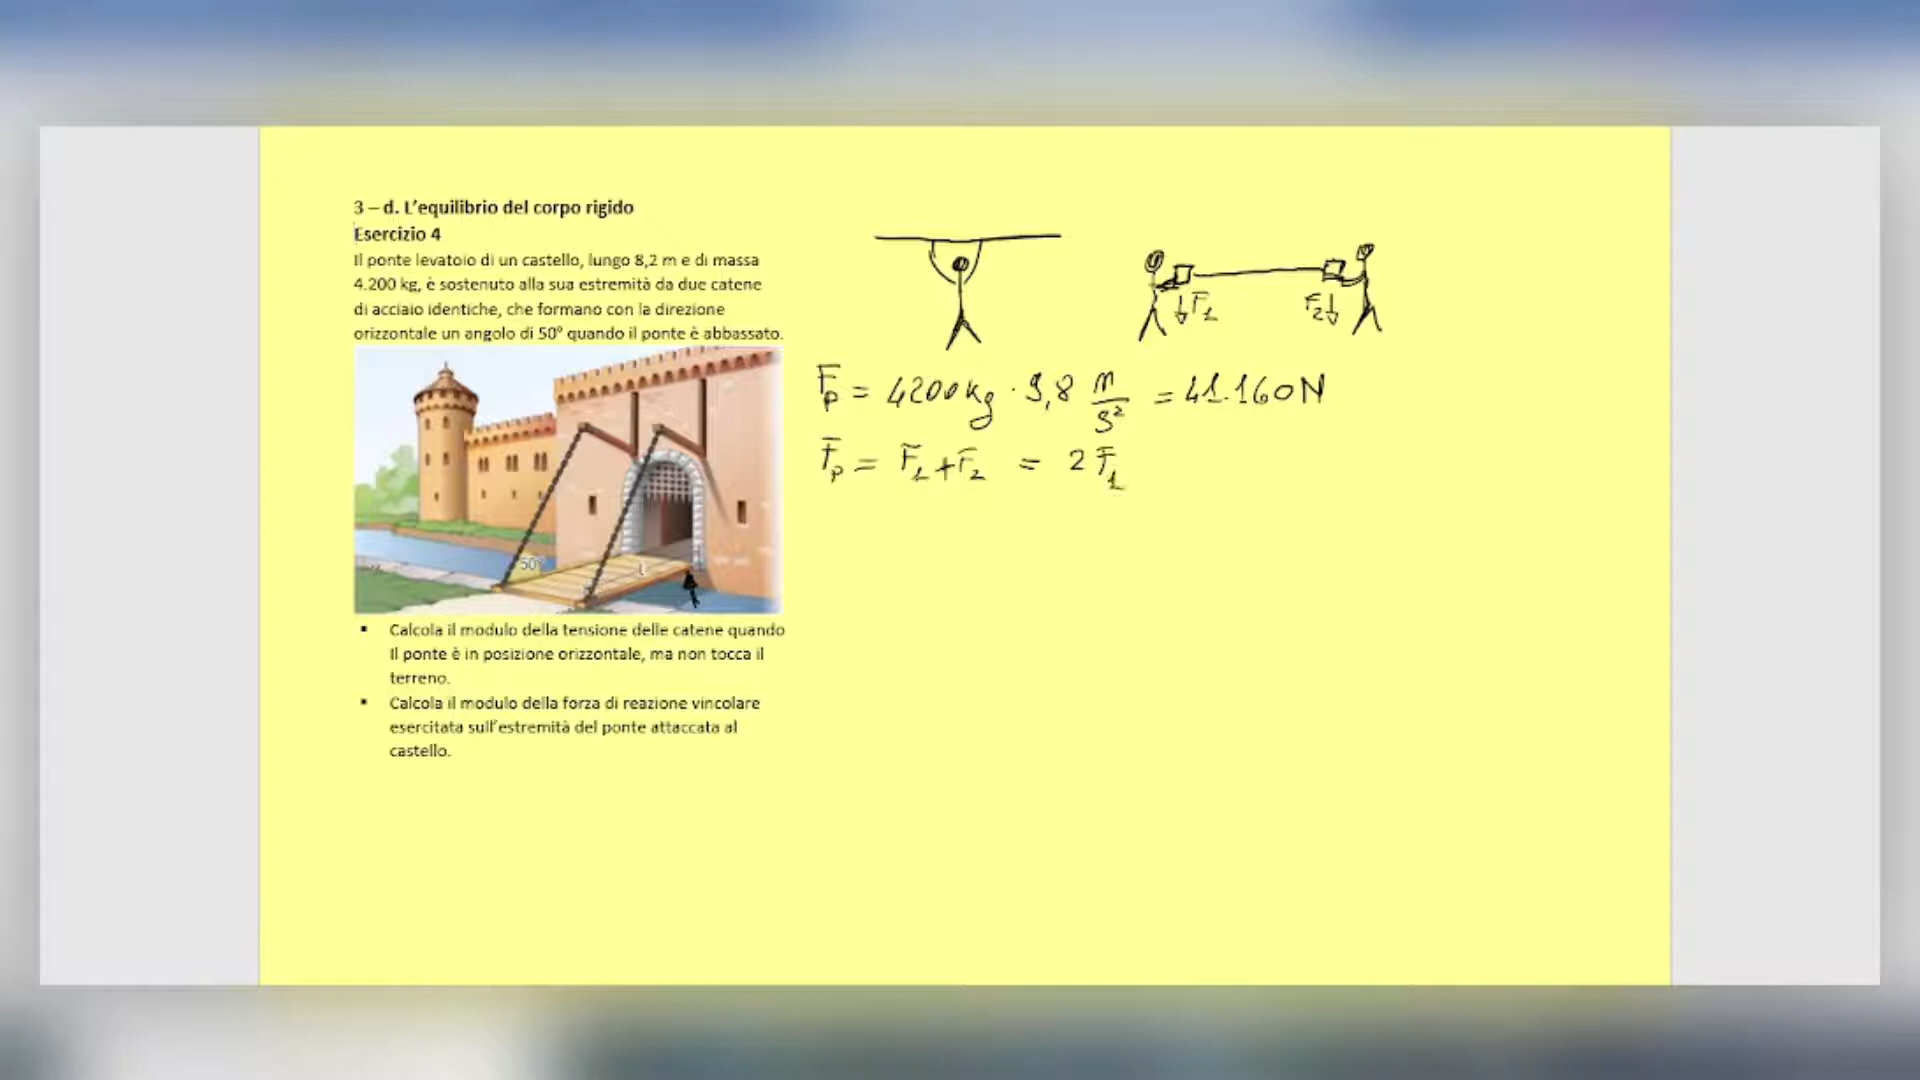 3 – d. L'equilibrio del corpo rigido
Esercizio 4
Il ponte levatoio di un castello, lungo 8,2 m e di massa
4.200 kg, è sostenuto alla sua estremità da due catene
di acciaio identiche, che formano con la direzione
orizzontale un angolo di 50° quando il ponte è abbassato.
50°
L
▪ Calcola il modulo della tensione delle catene quando
Il ponte è in posizione orizzontale, ma non tocca il
terreno.
▪ Calcola il modulo della forza di reazione vincolare
esercitata sull'estremità del ponte attaccata al
castello.
F₁ F₂
Fp = 4200 kg · 9,8 m/s² = 41.160 N
Fp = F₁ + F₂ = 2 F₁